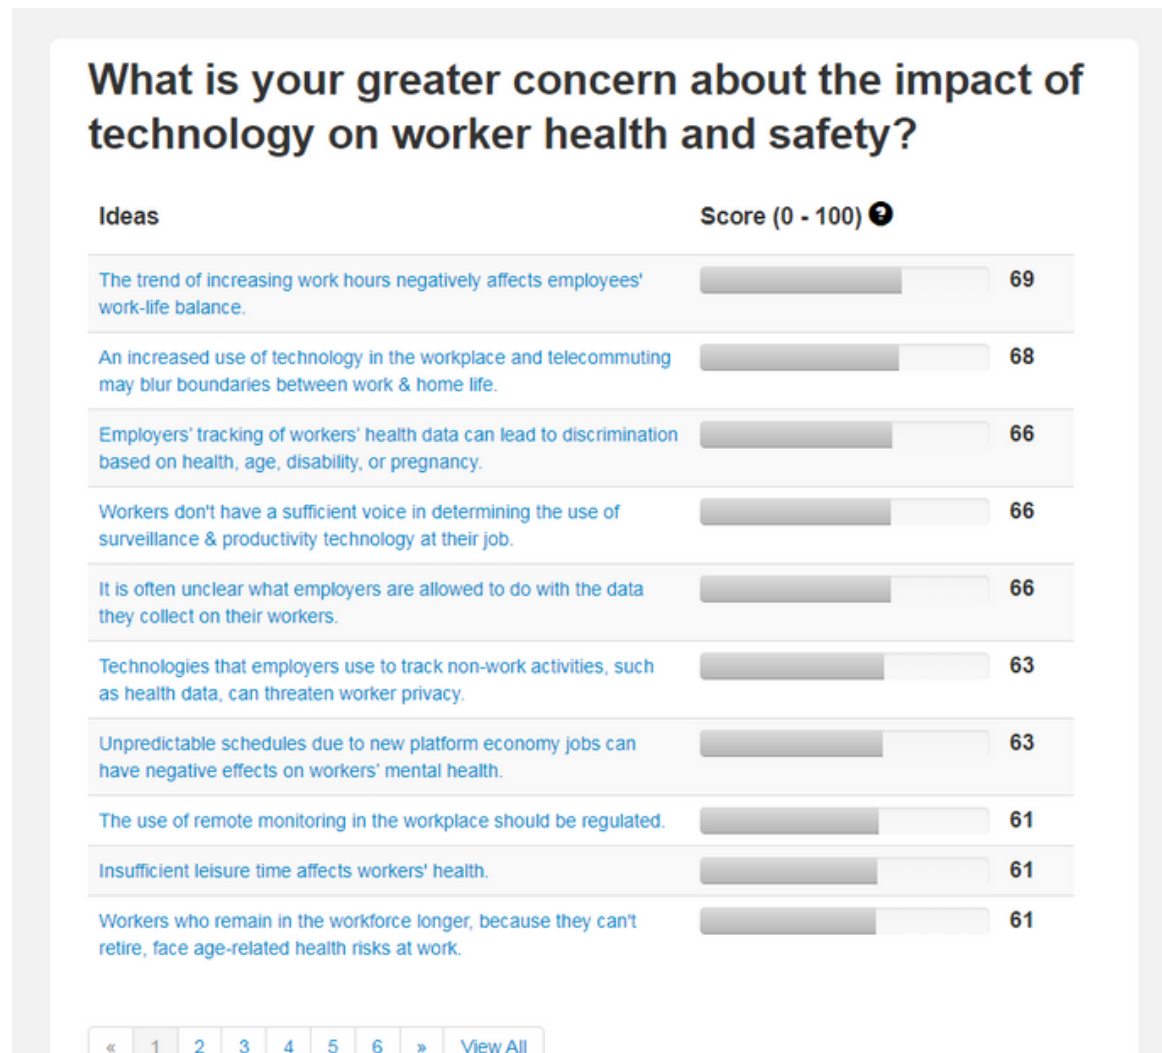 What is your greater concern about the impact of
technology on worker health and safety?
Ideas Score (0 - 100) ?
The trend of increasing work hours negatively affects employees' 69
work-life balance.
An increased use of technology in the workplace and telecommuting 68
may blur boundaries between work & home life.
Employers' tracking of workers' health data can lead to discrimination 66
based on health, age, disability, or pregnancy.
Workers don't have a sufficient voice in determining the use of 66
surveillance & productivity technology at their job.
It is often unclear what employers are allowed to do with the data 66
they collect on their workers.
Technologies that employers use to track non-work activities, such 63
as health data, can threaten worker privacy.
Unpredictable schedules due to new platform economy jobs can 63
have negative effects on workers' mental health.
The use of remote monitoring in the workplace should be regulated. 61
Insufficient leisure time affects workers' health. 61
Workers who remain in the workforce longer, because they can't 61
retire, face age-related health risks at work.
« 1 2 3 4 5 6 » View All